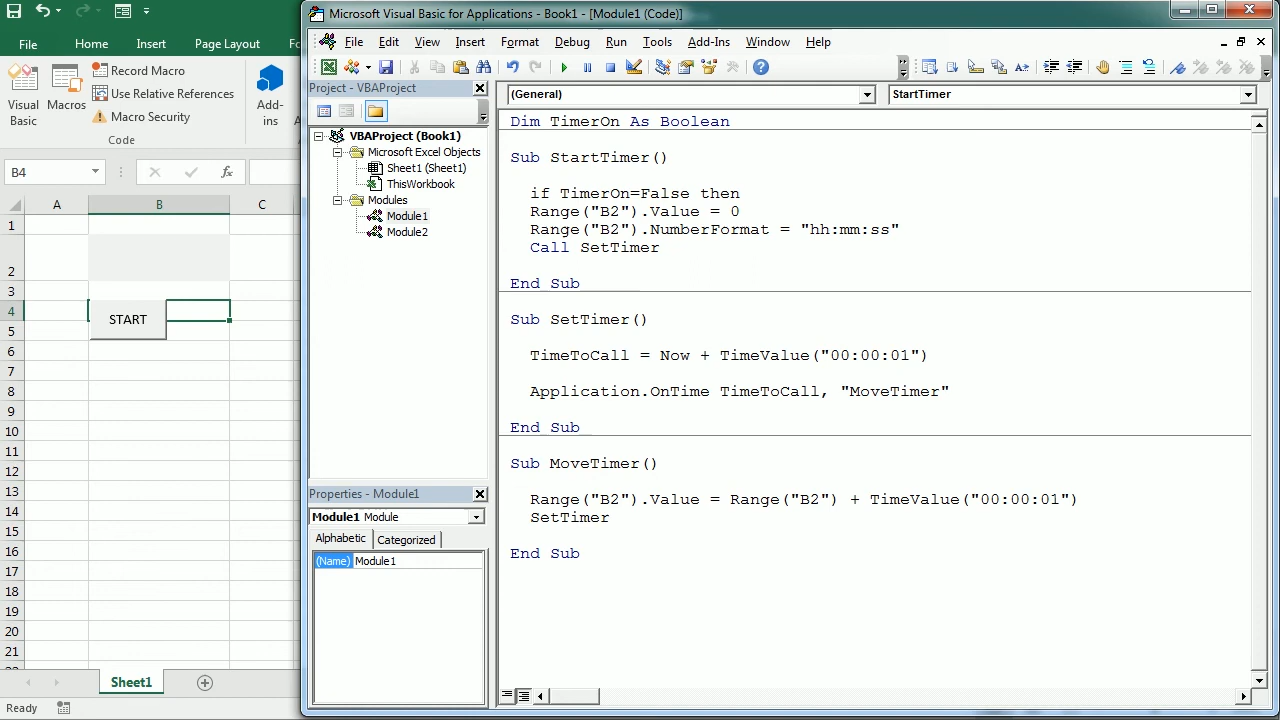 Microsoft Visual Basic for Applications - Book1 - [Module1 (Code)]
File Home Insert Page Layout Fo
File Edit View Insert Format Debug Run Tools Add-Ins Window Help
Visual Basic
Macros
Record Macro
Use Relative References
Macro Security
Code
Add-ins
B4
fx
A B C
1
2
3
4
5
6
7
8
9
10
11
12
13
14
15
16
17
18
19
20
21
START
Sheet1
Ready
Project - VBAProject
VBAProject (Book1)
Microsoft Excel Objects
Sheet1 (Sheet1)
ThisWorkbook
Modules
Module1
Module2
Properties - Module1
Module1 Module
Alphabetic Categorized
(Name) Module1
(General) StartTimer
Dim TimerOn As Boolean
Sub StartTimer()
if TimerOn=False then
Range("B2").Value = 0
Range("B2").NumberFormat = "hh:mm:ss"
Call SetTimer
End Sub
Sub SetTimer()
TimeToCall = Now + TimeValue("00:00:01")
Application.OnTime TimeToCall, "MoveTimer"
End Sub
Sub MoveTimer()
Range("B2").Value = Range("B2") + TimeValue("00:00:01")
SetTimer
End Sub